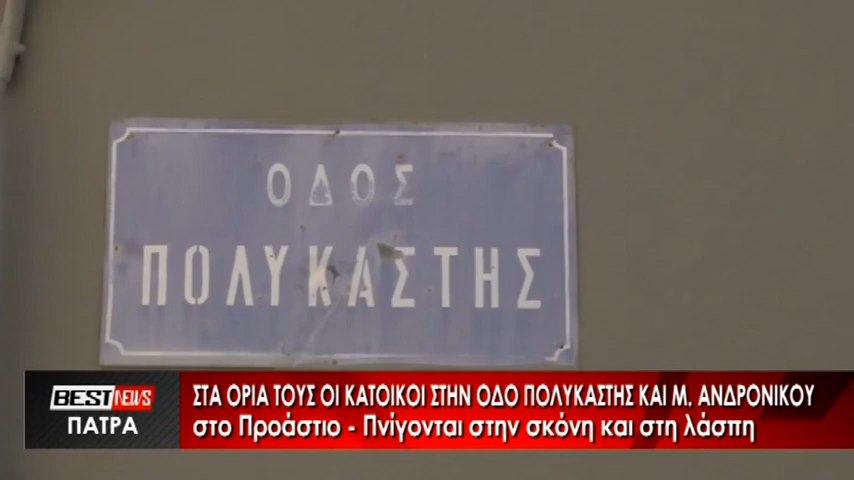 ΟΔΟΣ
ΠΟΛΥΚΑΣΤΗΣ
BEST NEWS
ΠΑΤΡΑ
ΣΤΑ ΟΡΙΑ ΤΟΥΣ ΟΙ ΚΑΤΟΙΚΟΙ ΣΤΗΝ ΟΔΟ ΠΟΛΥΚΑΣΤΗΣ ΚΑΙ Μ. ΑΝΔΡΟΝΙΚΟΥ
στο Προάστιο - Πνίγονται στην σκόνη και στη λάσπη